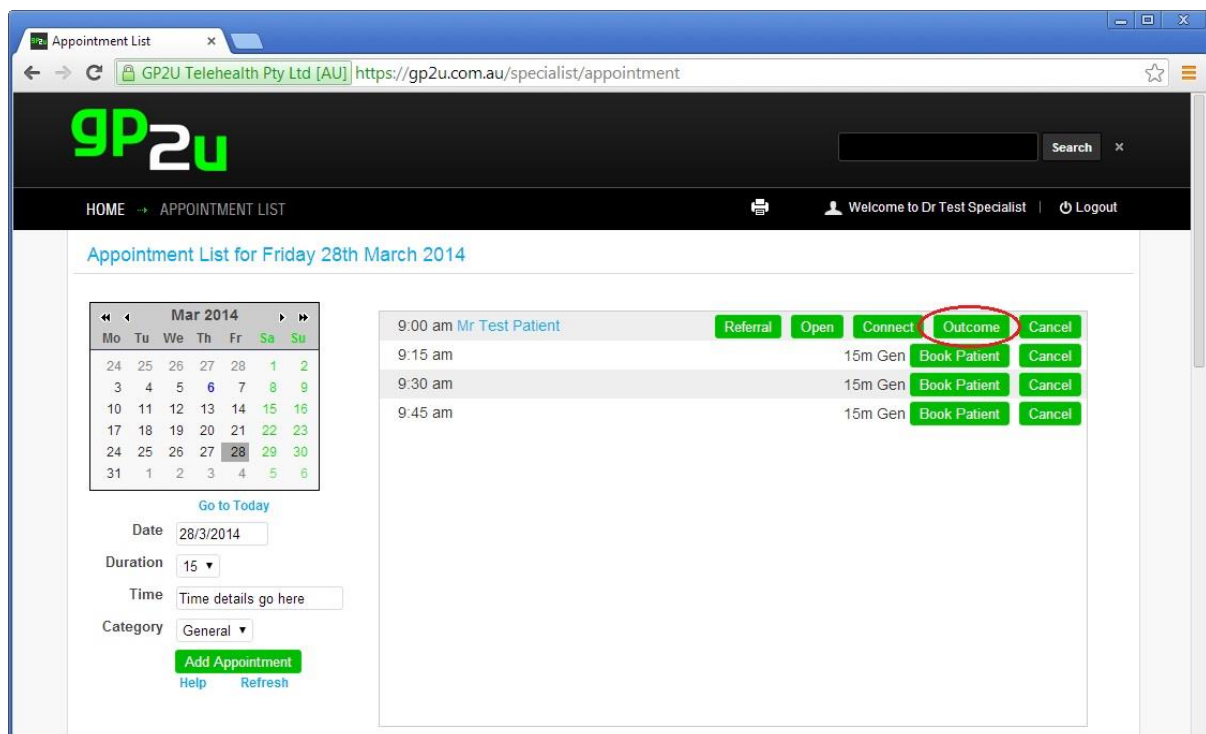 Appointment List
GP2U Telehealth Pty Ltd [AU] https://gp2u.com.au/specialist/appointment
gP2u
Search ×
HOME APPOINTMENT LIST Welcome to Dr Test Specialist | Logout
Appointment List for Friday 28th March 2014
Mar 2014
Mo Tu We Th Fr Sa Su
24 25 26 27 28 1 2
3 4 5 6 7 8 9
10 11 12 13 14 15 16
17 18 19 20 21 22 23
24 25 26 27 28 29 30
31 1 2 3 4 5 6
Go to Today
Date 28/3/2014
Duration 15
Time Time details go here
Category General
Add Appointment
Help Refresh
9:00 am Mr Test Patient Referral Open Connect Outcome Cancel
9:15 am 15m Gen Book Patient Cancel
9:30 am 15m Gen Book Patient Cancel
9:45 am 15m Gen Book Patient Cancel